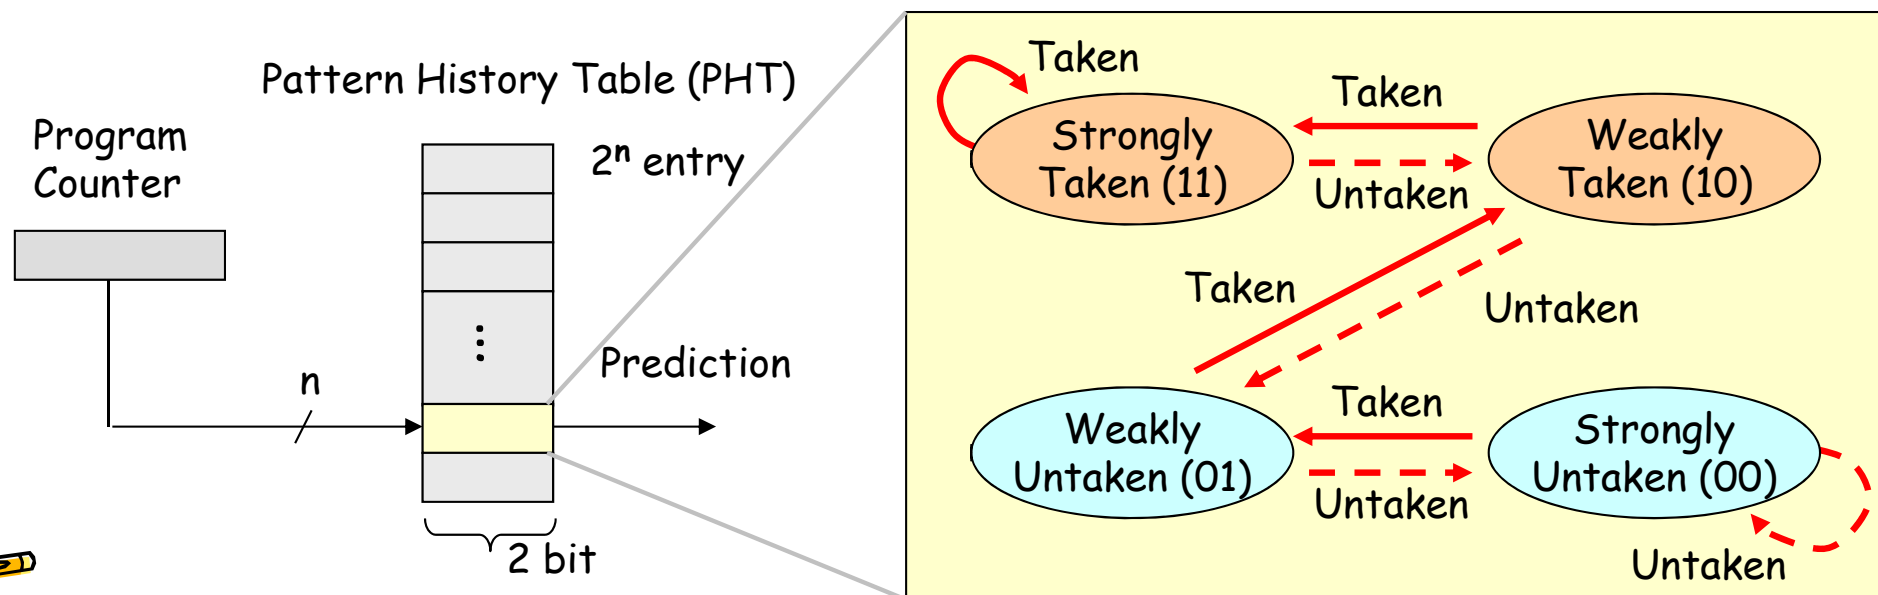 Pattern History Table (PHT)
Program
Counter
2ⁿ entry
n
Prediction
2 bit
Taken
Taken
Strongly
Taken (11)
Untaken
Weakly
Taken (10)
Taken
Untaken
Weakly
Untaken (01)
Taken
Untaken
Strongly
Untaken (00)
Untaken